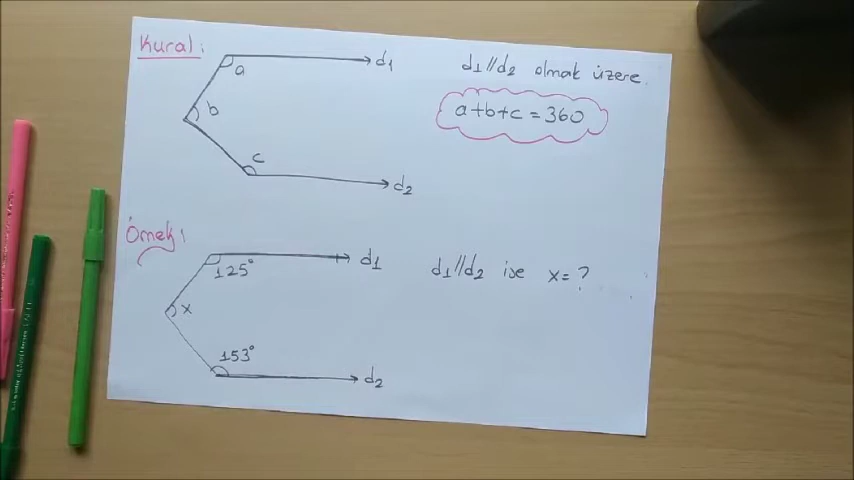 Kural:
a
d1
b
c
d2
d1//d2 olmak üzere.
a+b+c=360
Örnek:
125°
d1
x
153°
d2
d1//d2 ise x=?